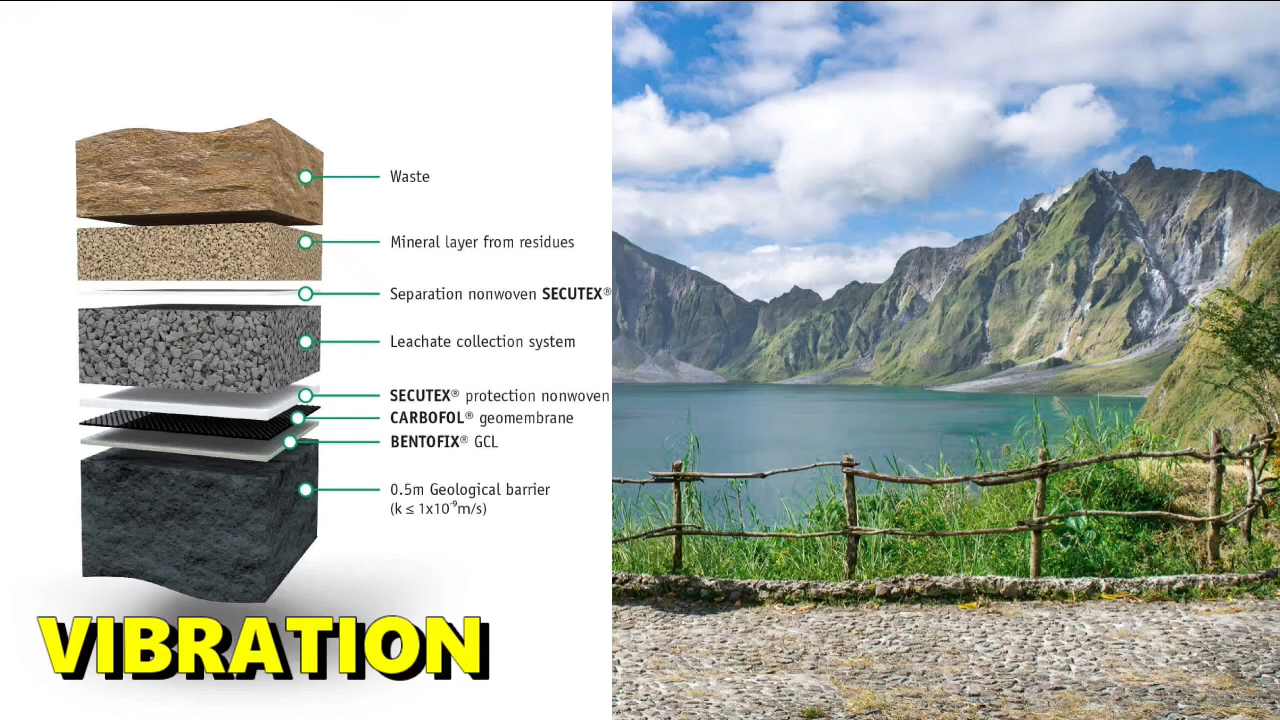 Waste
Mineral layer from residues
Separation nonwoven SECUTEX®
Leachate collection system
SECUTEX® protection nonwoven
CARBOFOL® geomembrane
BENTOFIX® GCL
0.5m Geological barrier
(k ≤ 1x10⁻⁹m/s)
VIBRATION